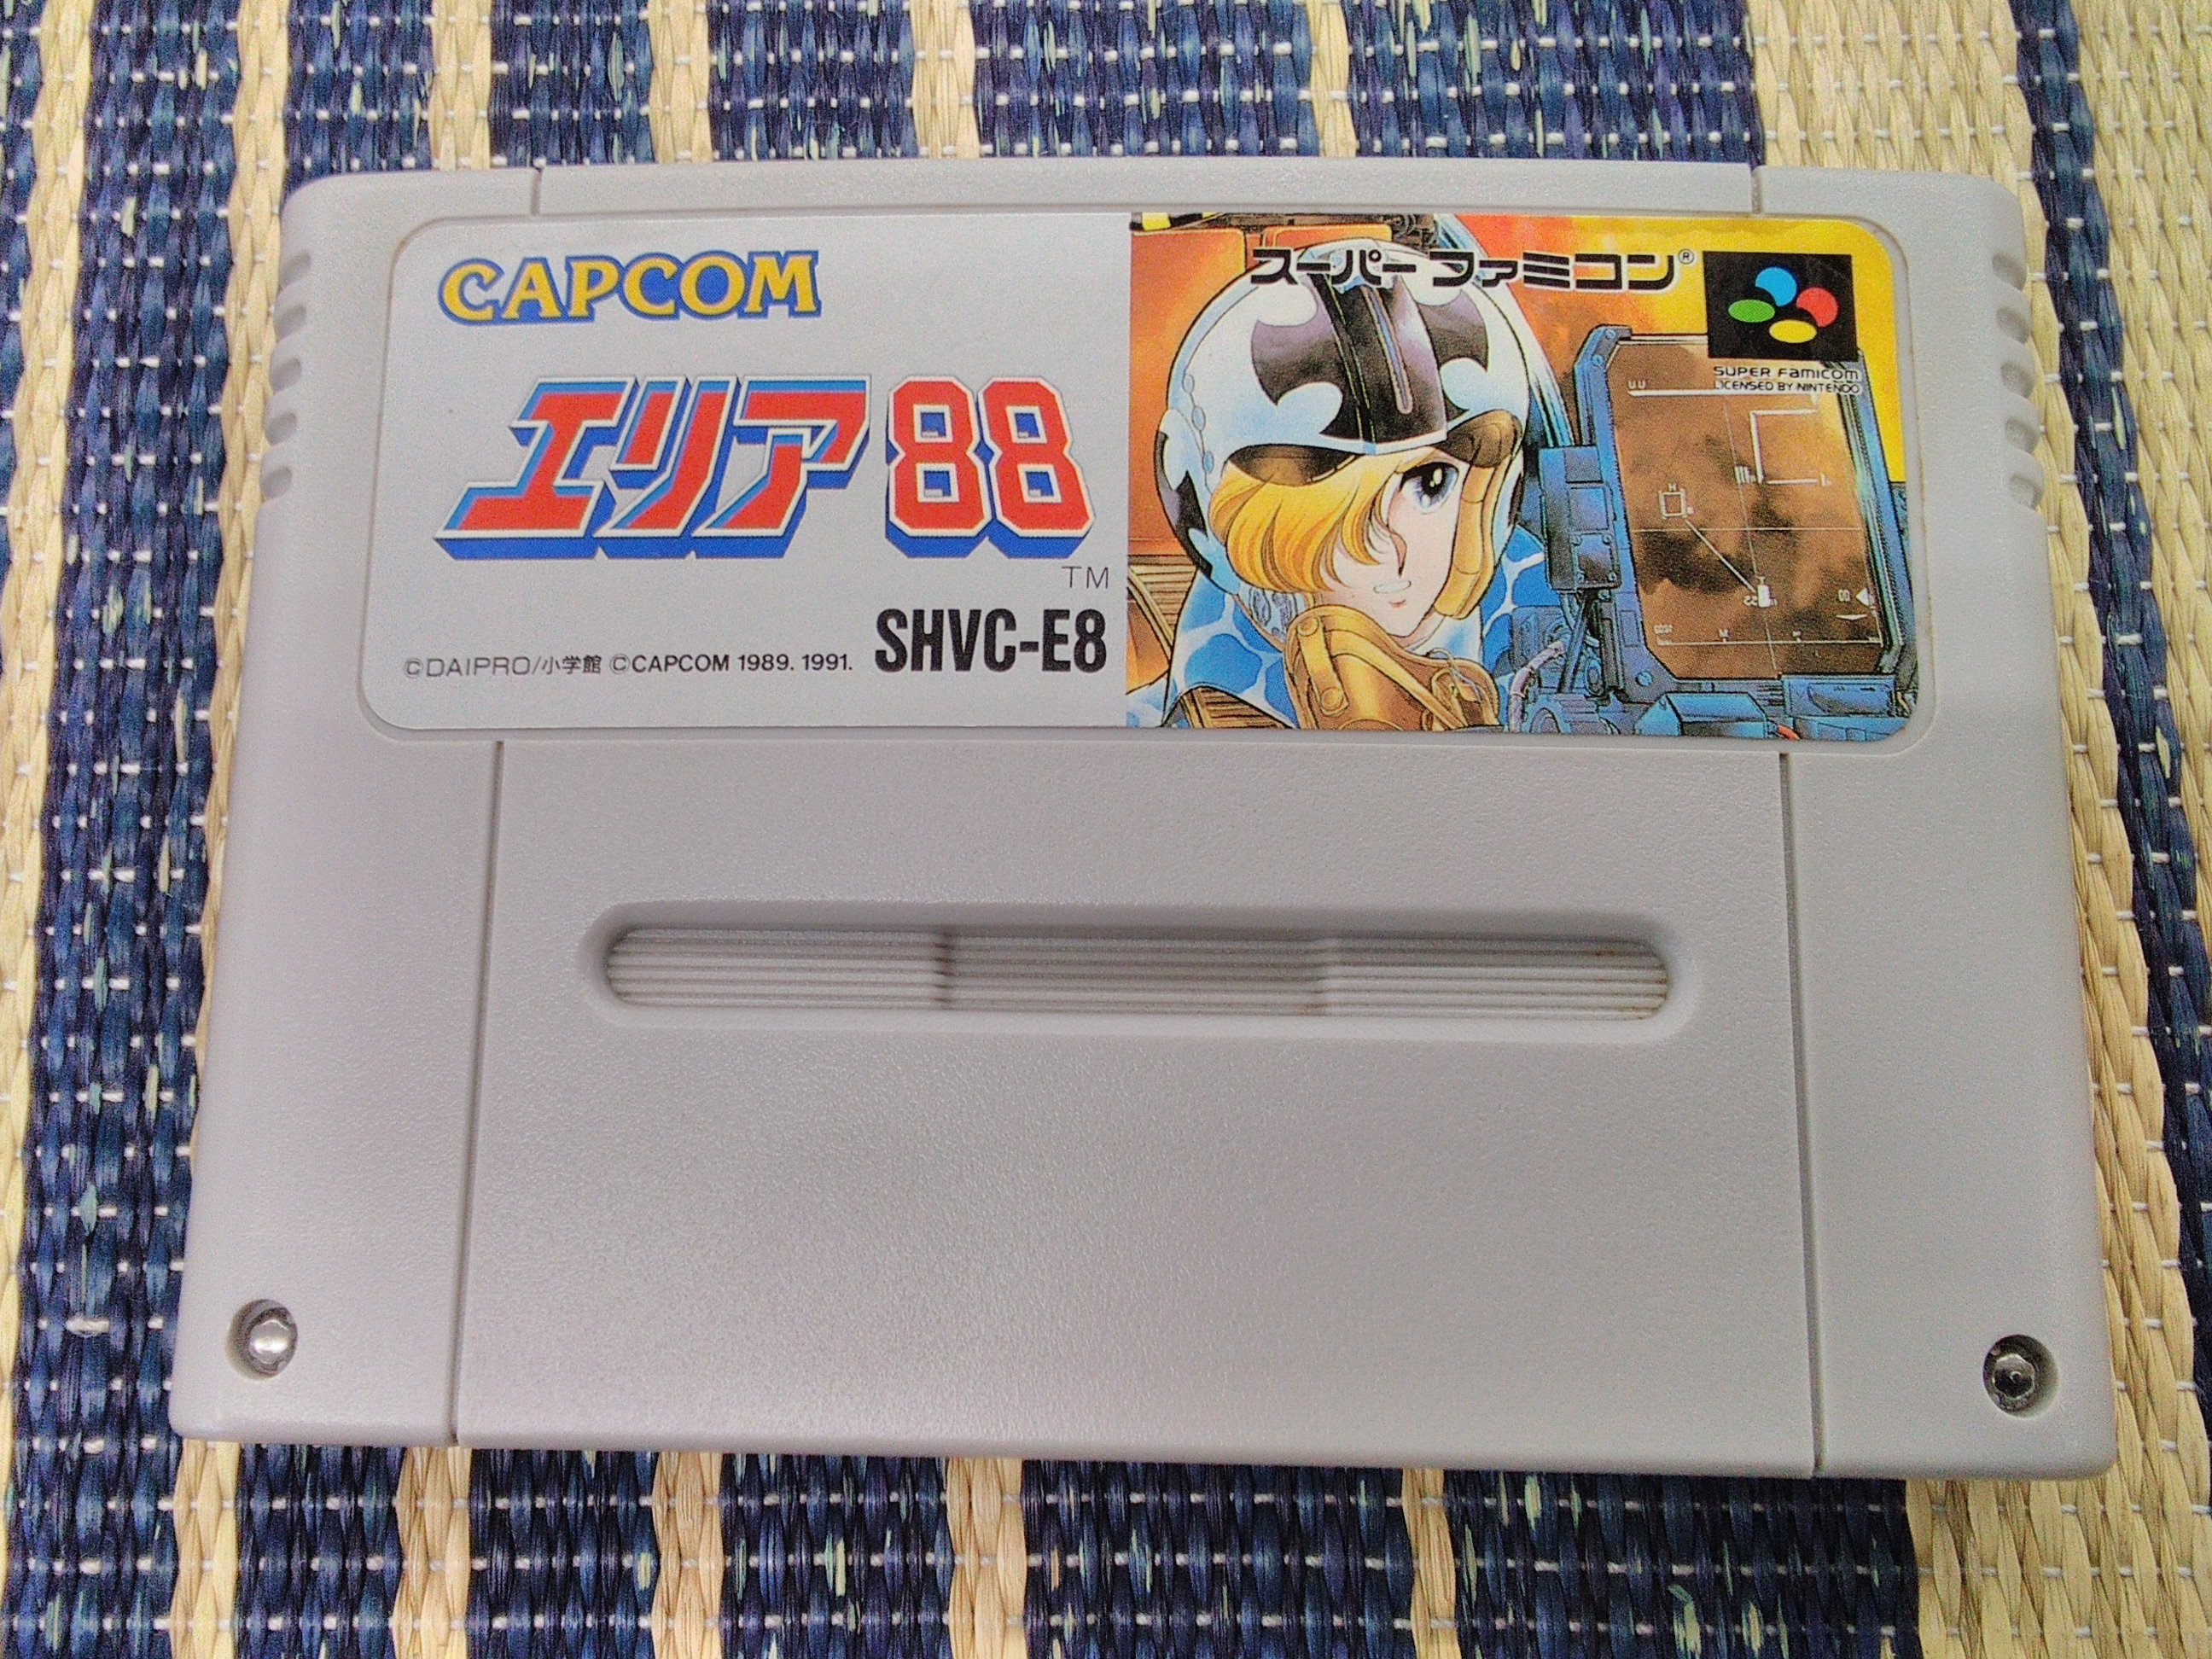 CAPCOM
エリア88
TM
SHVC-E8
©DAIPRO/小学館 ©CAPCOM 1989. 1991.
スーパーファミコン®
SUPER FAMICOM
LICENSED BY NINTENDO